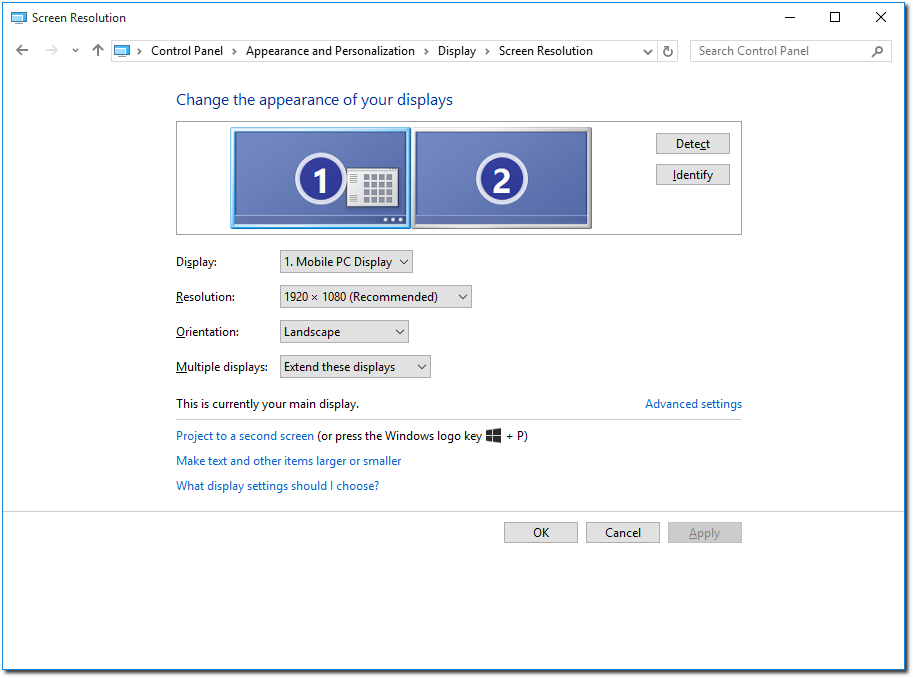 Screen Resolution
Control Panel > Appearance and Personalization > Display > Screen Resolution
Search Control Panel
Change the appearance of your displays
1
2
Detect
Identify
Display: 1. Mobile PC Display
Resolution: 1920 × 1080 (Recommended)
Orientation: Landscape
Multiple displays: Extend these displays
This is currently your main display. Advanced settings
Project to a second screen (or press the Windows logo key + P)
Make text and other items larger or smaller
What display settings should I choose?
OK Cancel Apply